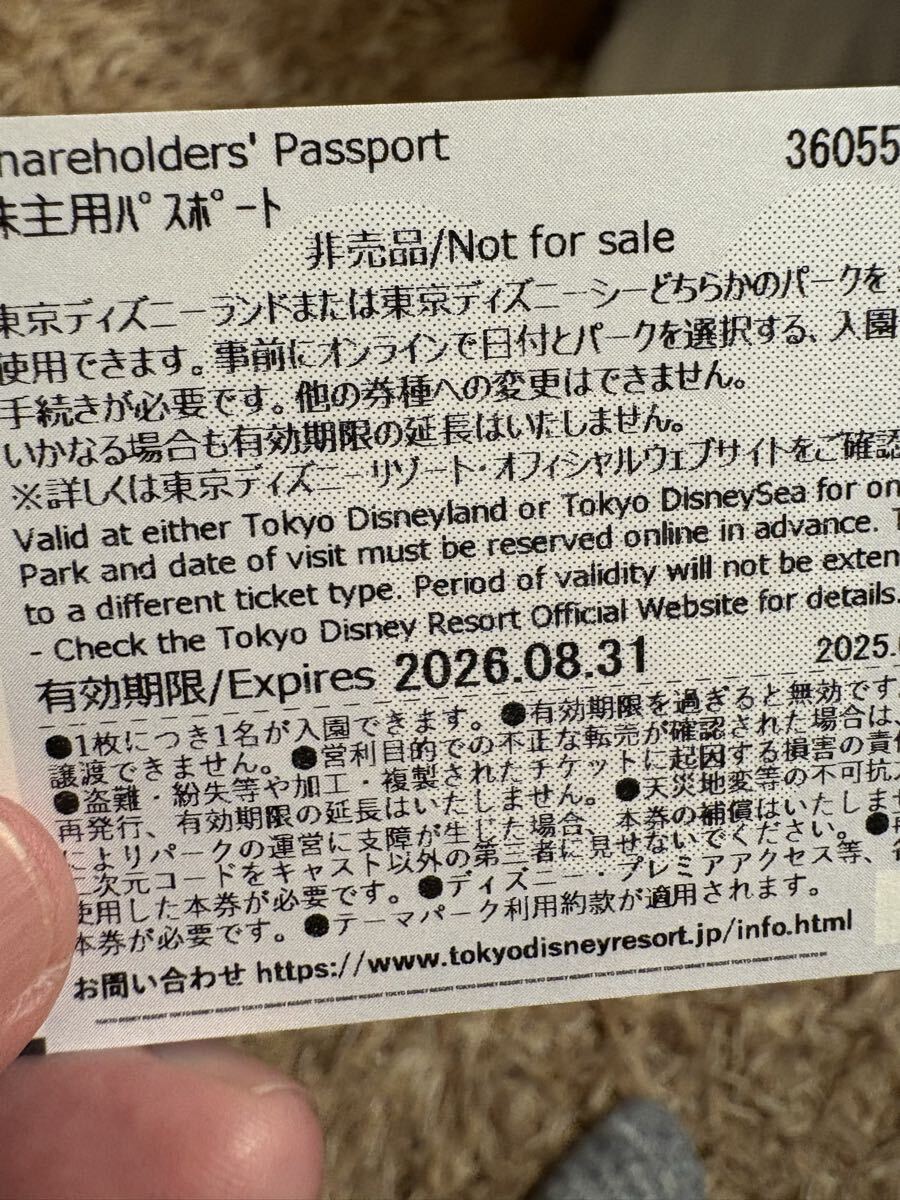 hareholders' Passport 36055
株主用パスポート
非売品/Not for sale
東京ディズニーランドまたは東京ディズニーシーどちらかのパークを
使用できます。事前にオンラインで日付とパークを選択する、入園
手続きが必要です。他の券種への変更はできません。
いかなる場合も有効期限の延長はいたしません。
※詳しくは東京ディズニーリゾート・オフィシャルウェブサイトをご確認
Valid at either Tokyo Disneyland or Tokyo DisneySea for on
Park and date of visit must be reserved online in advance. T
to a different ticket type. Period of validity will not be exten
- Check the Tokyo Disney Resort Official Website for details.
有効期限/Expires 2026.08.31 2025.
●1枚につき1名が入園できます。●有効期限を過ぎると無効です。
譲渡できません。●営利目的での不正な転売が確認された場合は、
●盗難・紛失等や加工・複製されたチケットに起因する損害の責任
再発行、有効期限の延長はいたしません。●天災地変等の不可抗力
によりパークの運営に支障が生じた場合、本券の補償はいたしませ
二次元コードをキャスト以外の第三者に見せないでください。●再
使用した本券が必要です。●ディズニー・プレミアアクセス等、各
本券が必要です。●テーマパーク利用約款が適用されます。
お問い合わせ https://www.tokyodisneyresort.jp/info.html
TOKYO DISNEY RESORT TOKYO DISNEY RESORT TOKYO DISNEY RESORT TOKYO DISNEY RESORT TOKYO DISNEY RESORT